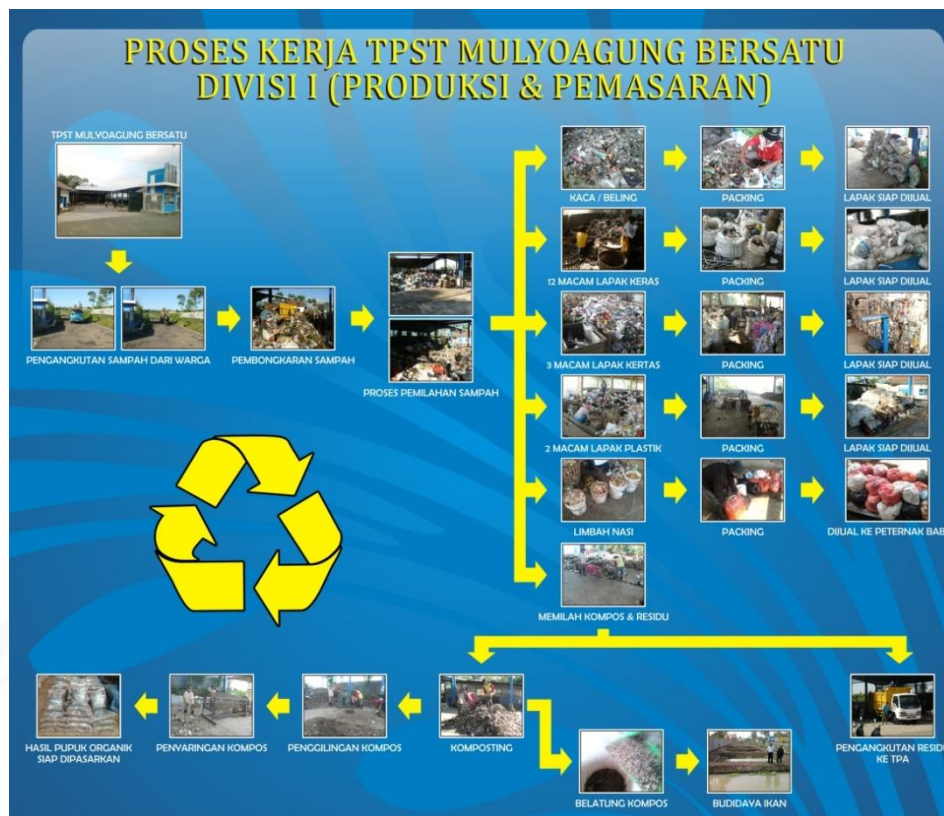 PROSES KERJA TPST MULYOAGUNG BERSATU
DIVISI I (PRODUKSI & PEMASARAN)
TPST MULYOAGUNG BERSATU
PENGANGKUTAN SAMPAH DARI WARGA
PEMBONGKARAN SAMPAH
PROSES PEMILAHAN SAMPAH
KACA / BELING
PACKING
LAPAK SIAP DIJUAL
12 MACAM LAPAK KERAS
PACKING
LAPAK SIAP DIJUAL
3 MACAM LAPAK KERTAS
PACKING
LAPAK SIAP DIJUAL
2 MACAM LAPAK PLASTIK
PACKING
LAPAK SIAP DIJUAL
LIMBAH NASI
PACKING
DIJUAL KE PETERNAK BAB
MEMILAH KOMPOS & RESIDU
HASIL PUPUK ORGANIK
SIAP DIPASARKAN
PENYARINGAN KOMPOS
PENGGILINGAN KOMPOS
KOMPOSTING
PENGANGKUTAN RESID
KE TPA
BELATUNG KOMPOS
BUDIDAYA IKAN